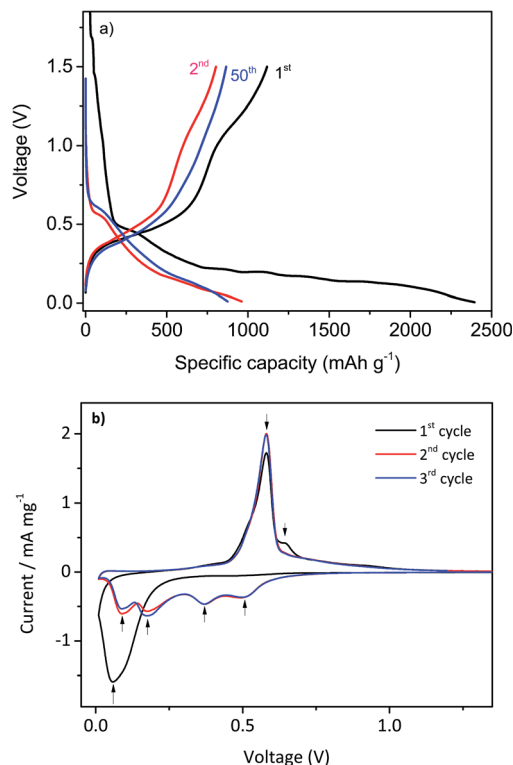 a)
2nd
50th
1st
1.5
1.0
0.5
0.0
Voltage (V)
0
500
1000
1500
2000
2500
Specific capacity (mAh g-1)
b)
1st cycle
2nd cycle
3rd cycle
2
1
0
-1
Current / mA mg-1
0.0
0.5
1.0
Voltage (V)